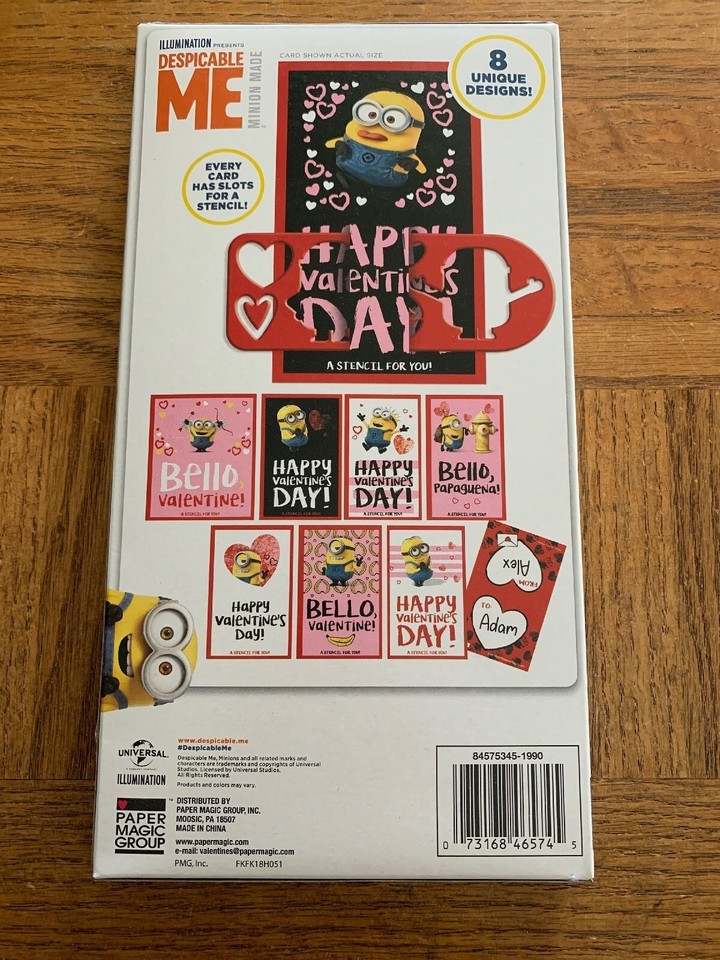 ILLUMINATION PRESENTS
DESPICABLE
ME
#MINION MADE
CARD SHOWN ACTUAL SIZE
8
UNIQUE
DESIGNS!
EVERY
CARD
HAS SLOTS
FOR A
STENCIL!
HAPPY
VALENTINE'S
DAY!
A STENCIL FOR YOU!
Bello,
VALENTINE!
A STENCIL FOR YOU!
HAPPY
VALENTINE'S
DAY!
A STENCIL FOR YOU!
HAPPY
VALENTINE'S
DAY!
A STENCIL FOR YOU!
Bello,
PAPAGUENA!
A STENCIL FOR YOU!
HAPPY
VALENTINE'S
DAY!
A STENCIL FOR YOU!
BELLO,
VALENTINE!
A STENCIL FOR YOU!
HAPPY
VALENTINE'S
DAY!
A STENCIL FOR YOU!
FROM
Alex
TO:
Adam
UNIVERSAL
ILLUMINATION
www.despicable.me
#DespicableMe
Despicable Me, Minions and all related marks and
characters are trademarks and copyrights of Universal
Studios. Licensed by Universal Studios.
All Rights Reserved.
Products and colors may vary.
PAPER
MAGIC
GROUP
™
DISTRIBUTED BY
PAPER MAGIC GROUP, INC.
MOOSIC, PA 18507
MADE IN CHINA
www.papermagic.com
e-mail: valentines@papermagic.com
PMG, Inc. FKFK18H051
84575345-1990
0 73168 46574 5